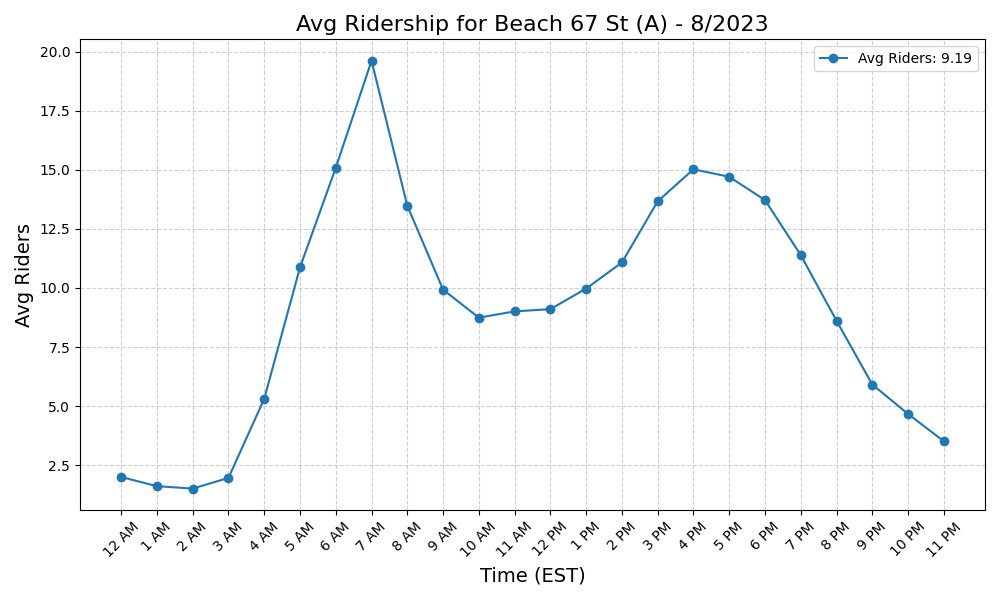 Avg Ridership for Beach 67 St (A) - 8/2023
Avg Riders: 9.19
Avg Riders
20.0
17.5
15.0
12.5
10.0
7.5
5.0
2.5
12 AM
1 AM
2 AM
3 AM
4 AM
5 AM
6 AM
7 AM
8 AM
9 AM
10 AM
11 AM
12 PM
1 PM
2 PM
3 PM
4 PM
5 PM
6 PM
7 PM
8 PM
9 PM
10 PM
11 PM
Time (EST)